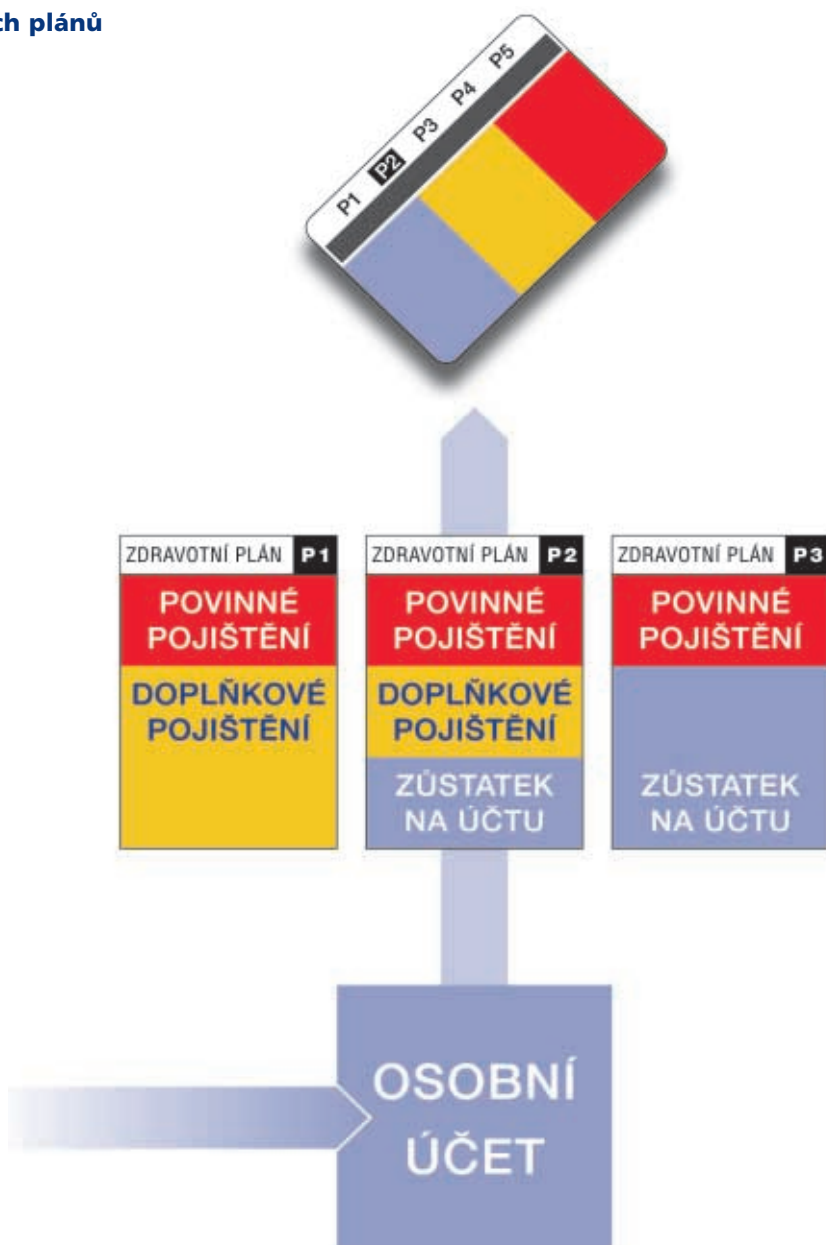 ch plánů
P1 P2 P3 P4 P5
ZDRAVOTNÍ PLÁN P1
POVINNÉ
POJIŠTĚNÍ
DOPLŇKOVÉ
POJIŠTĚNÍ
ZDRAVOTNÍ PLÁN P2
POVINNÉ
POJIŠTĚNÍ
DOPLŇKOVÉ
POJIŠTĚNÍ
ZŮSTATEK
NA ÚČTU
ZDRAVOTNÍ PLÁN P3
POVINNÉ
POJIŠTĚNÍ
ZŮSTATEK
NA ÚČTU
OSOBNÍ
ÚČET